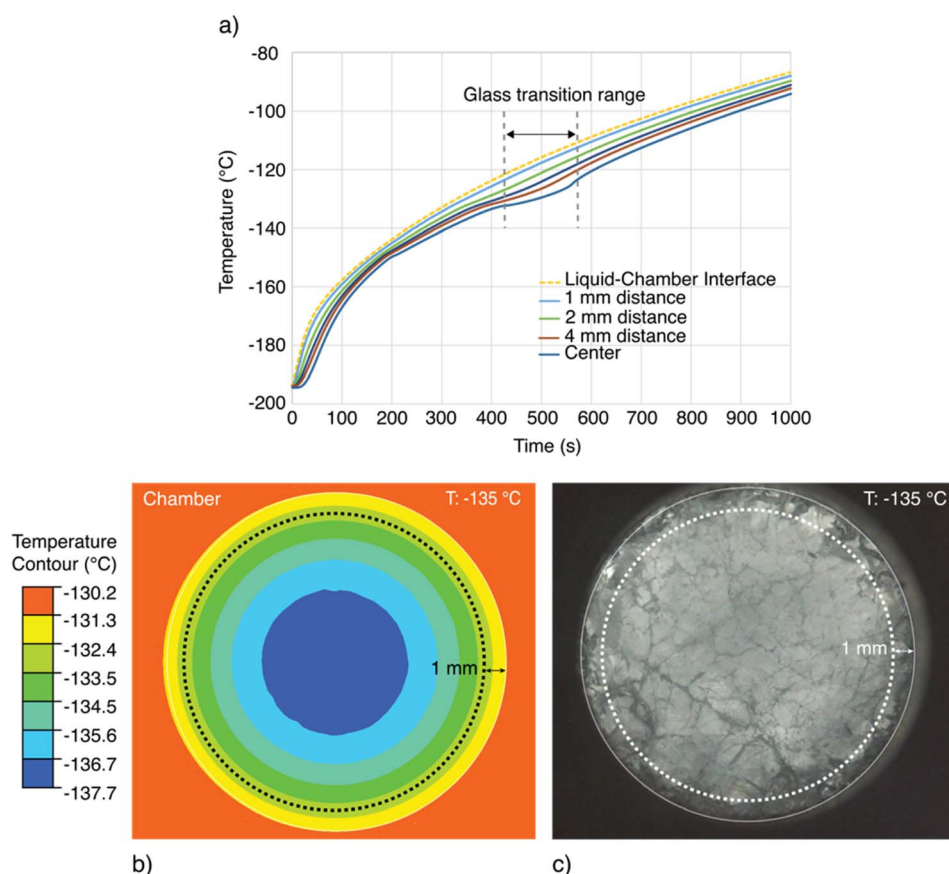 a)
-80
-100
-120
-140
-160
-180
-200
Temperature (°C)
Glass transition range
Liquid-Chamber Interface
1 mm distance
2 mm distance
4 mm distance
Center
0 100 200 300 400 500 600 700 800 900 1000
Time (s)
Chamber T: -135 °C
T: -135 °C
Temperature
Contour (°C)
-130.2
-131.3
-132.4
-133.5
-134.5
-135.6
-136.7
-137.7
1 mm
1 mm
b)
c)